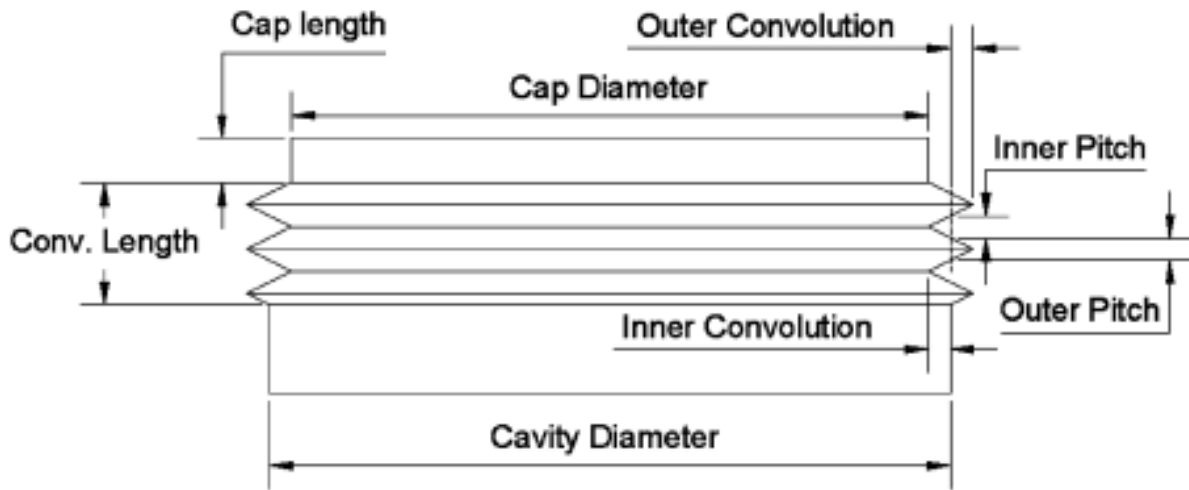 Cap length
Outer Convolution
Cap Diameter
Inner Pitch
Conv. Length
Outer Pitch
Inner Convolution
Cavity Diameter